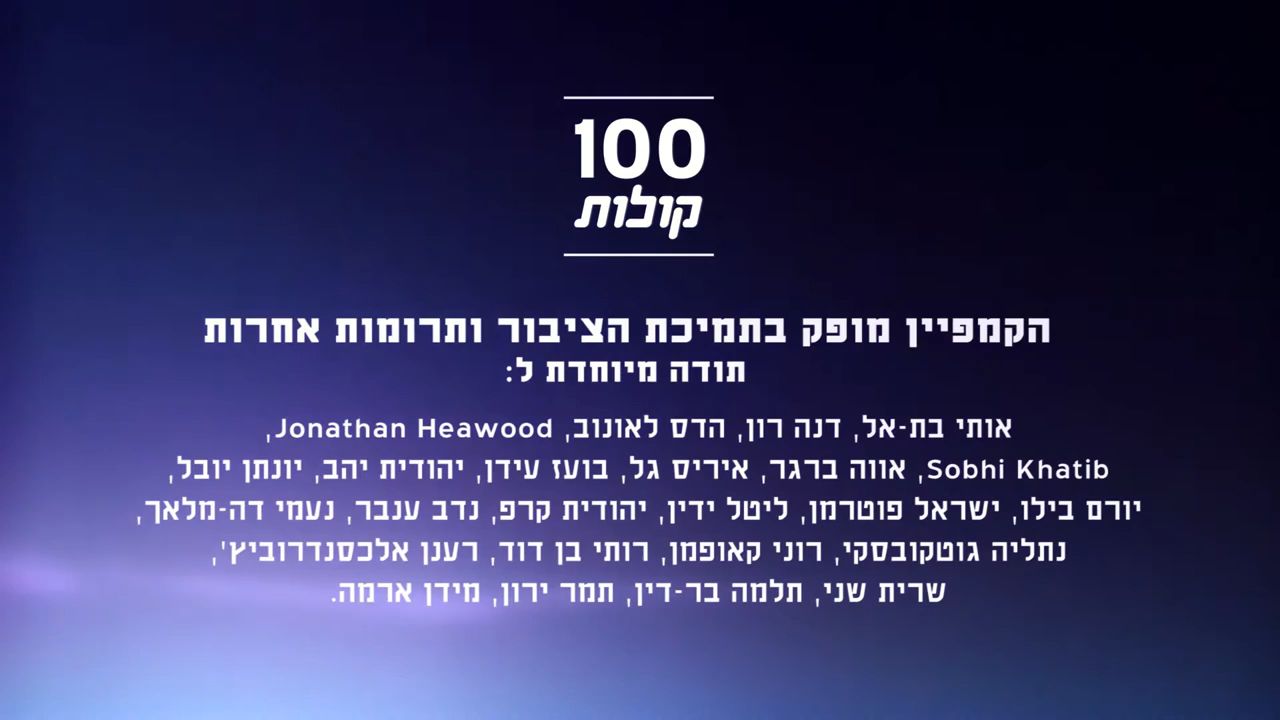 100
קולות
הקמפיין מופק בתמיכת הציבור ותרומות אחרות
תודה מיוחדת ל:
אותי בת-אל, דנה רון, הדס לאונוב, Jonathan Heawood,
Sobhi Khatib, אווה ברגר, איריס גל, בועז עידן, יהודית יהב, יונתן יובל,
יורם בילו, ישראל פוטרמן, ליטל ידין, יהודית קרפ, נדב ענבר, נעמי דה-מלאך,
נתליה גוטקובסקי, רוני קאופמן, רותי בן דוד, רענן אלכסנדרוביץ',
שרית שני, תלמה בר-דין, תמר ירון, מידן ארמה.